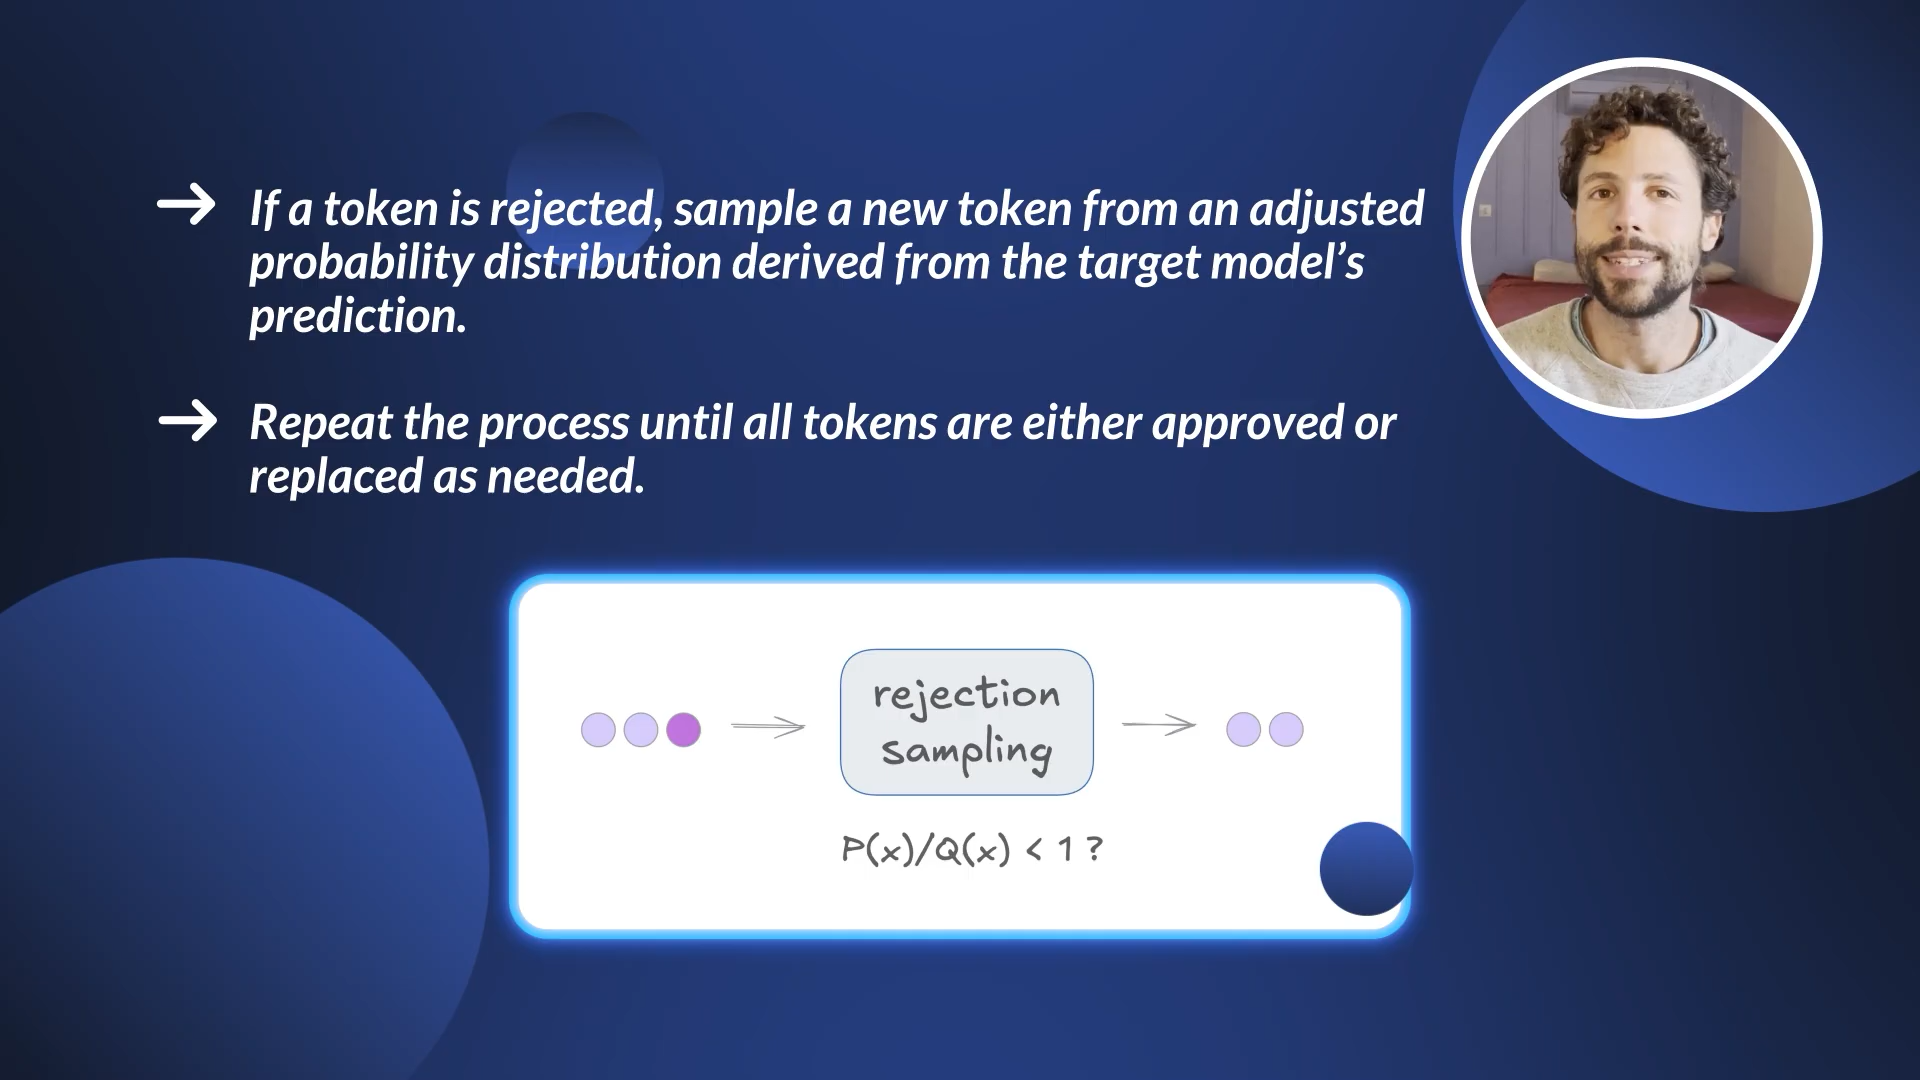 If a token is rejected, sample a new token from an adjusted
probability distribution derived from the target model’s
prediction.
Repeat the process until all tokens are either approved or
replaced as needed.
rejection
sampling
P(x)/Q(x) < 1 ?